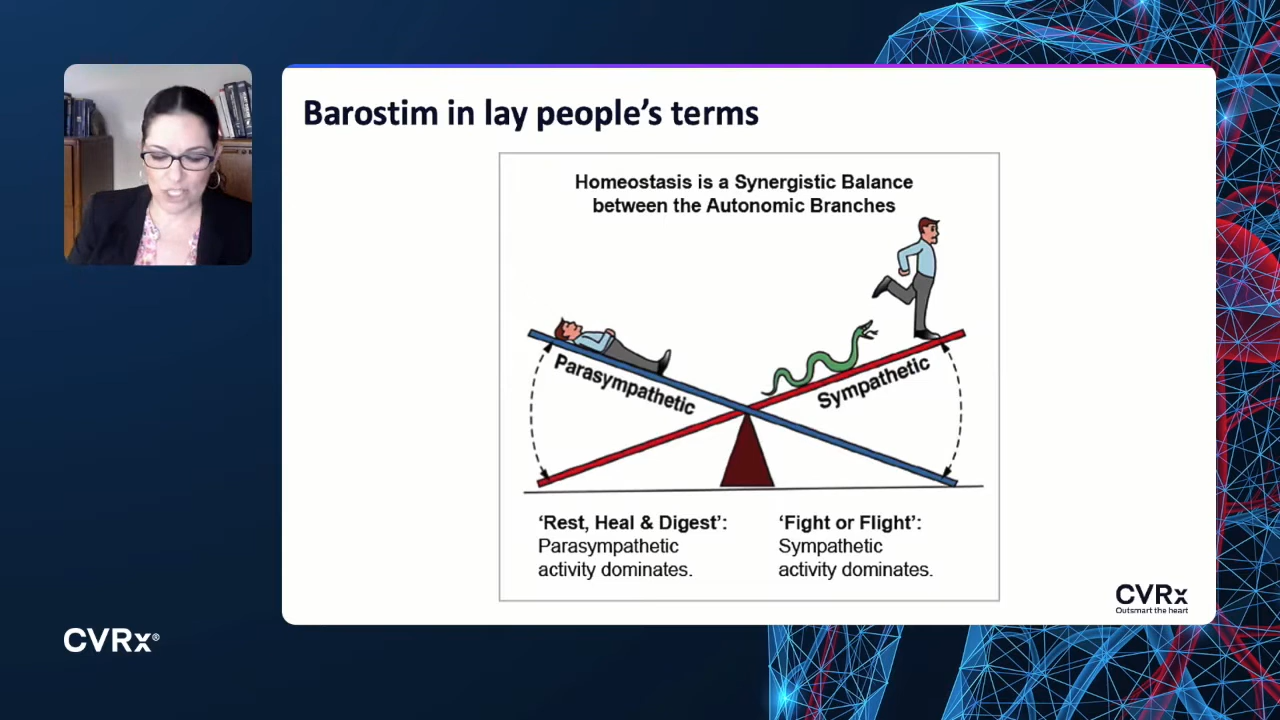 Barostim in lay people's terms
Homeostasis is a Synergistic Balance
between the Autonomic Branches
Parasympathetic
Sympathetic
'Rest, Heal & Digest':
Parasympathetic
activity dominates.
'Fight or Flight':
Sympathetic
activity dominates.
CVRx
Outsmart the heart
CVRx®